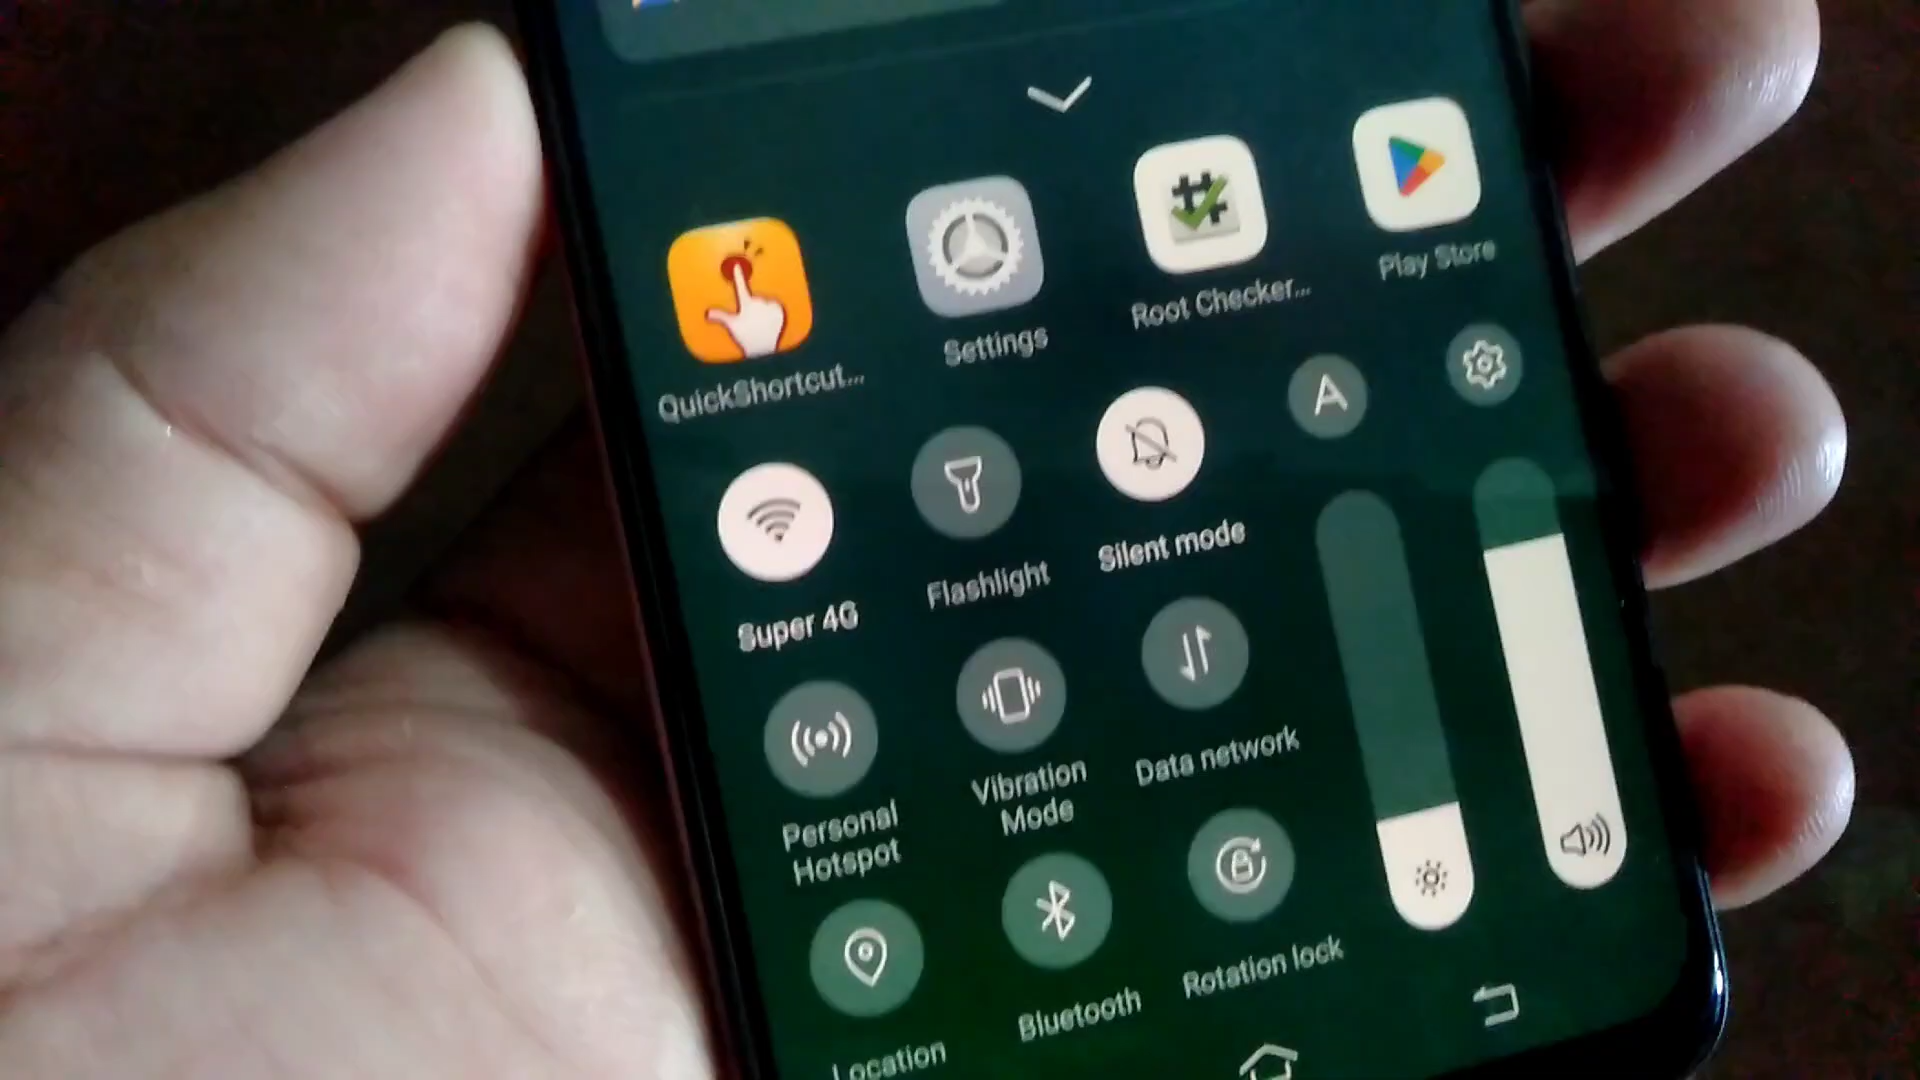 QuickShortcut...
Settings
Root Checker...
Play Store
A
Super 4G
Flashlight
Silent mode
Personal
Hotspot
Vibration
Mode
Data network
Location
Bluetooth
Rotation lock